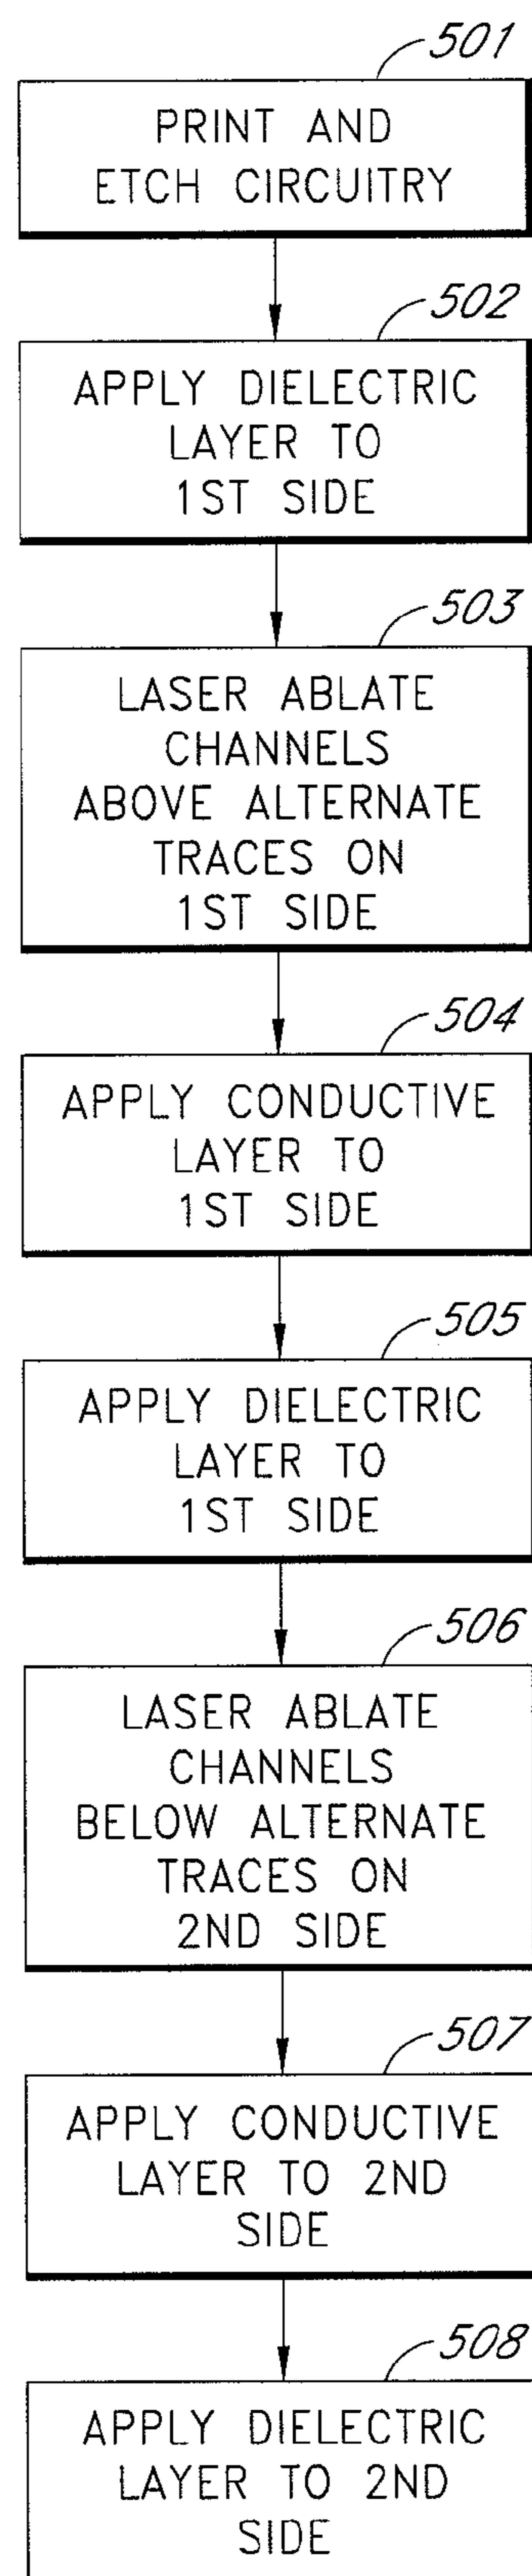 501
PRINT AND
ETCH CIRCUITRY
502
APPLY DIELECTRIC
LAYER TO
1ST SIDE
503
LASER ABLATE
CHANNELS
ABOVE ALTERNATE
TRACES ON
1ST SIDE
504
APPLY CONDUCTIVE
LAYER TO
1ST SIDE
505
APPLY DIELECTRIC
LAYER TO
1ST SIDE
506
LASER ABLATE
CHANNELS
BELOW ALTERNATE
TRACES ON
2ND SIDE
507
APPLY CONDUCTIVE
LAYER TO 2ND
SIDE
508
APPLY DIELECTRIC
LAYER TO 2ND
SIDE